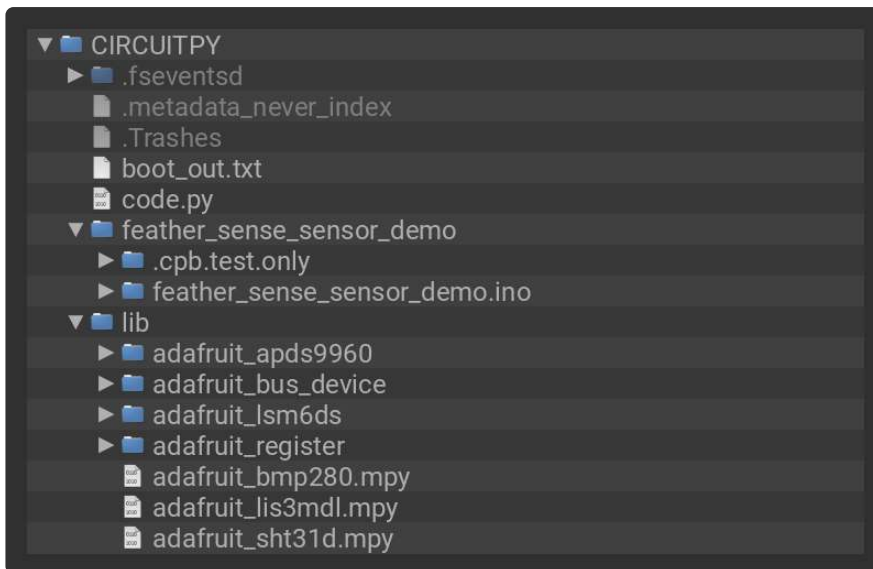 CIRCUITPY
.fseventsd
.metadata_never_index
.Trashes
boot_out.txt
code.py
feather_sense_sensor_demo
.cpb.test.only
feather_sense_sensor_demo.ino
lib
adafruit_apds9960
adafruit_bus_device
adafruit_lsm6ds
adafruit_register
adafruit_bmp280.mpy
adafruit_lis3mdl.mpy
adafruit_sht31d.mpy